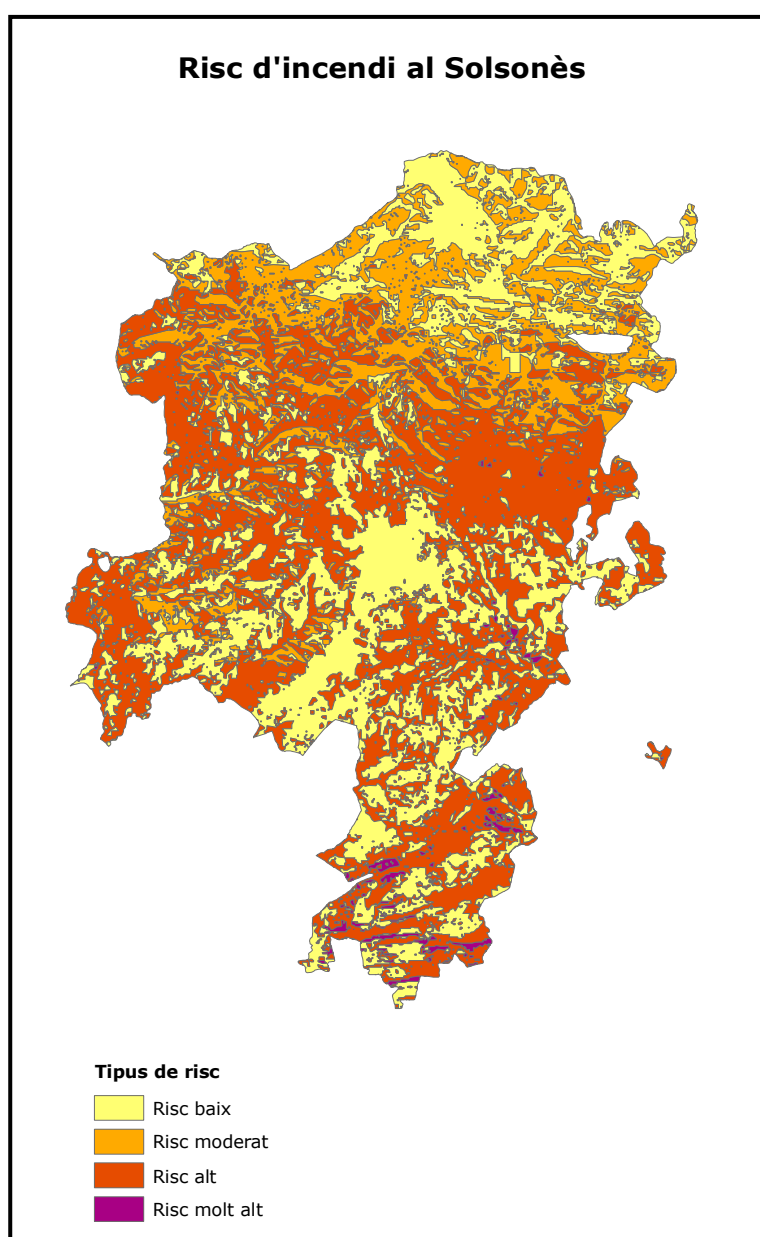 Risc d'incendi al Solsonès
Tipus de risc
Risc baix
Risc moderat
Risc alt
Risc molt alt